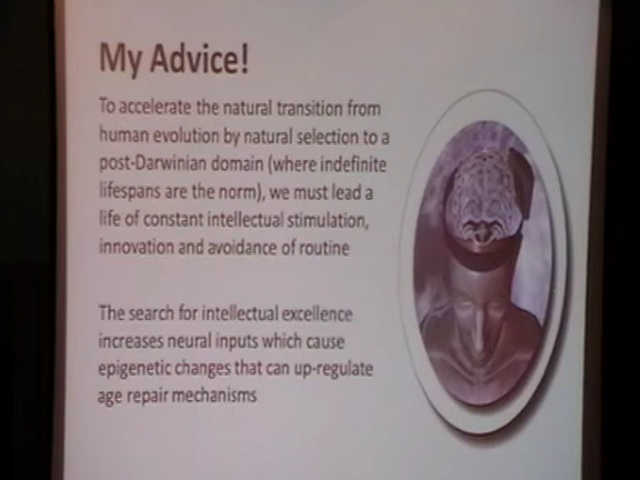 My Advice!
To accelerate the natural transition from
human evolution by natural selection to a
post-Darwinian domain (where indefinite
lifespans are the norm), we must lead a
life of constant intellectual stimulation,
innovation and avoidance of routine
The search for intellectual excellence
increases neural inputs which cause
epigenetic changes that can up-regulate
age repair mechanisms